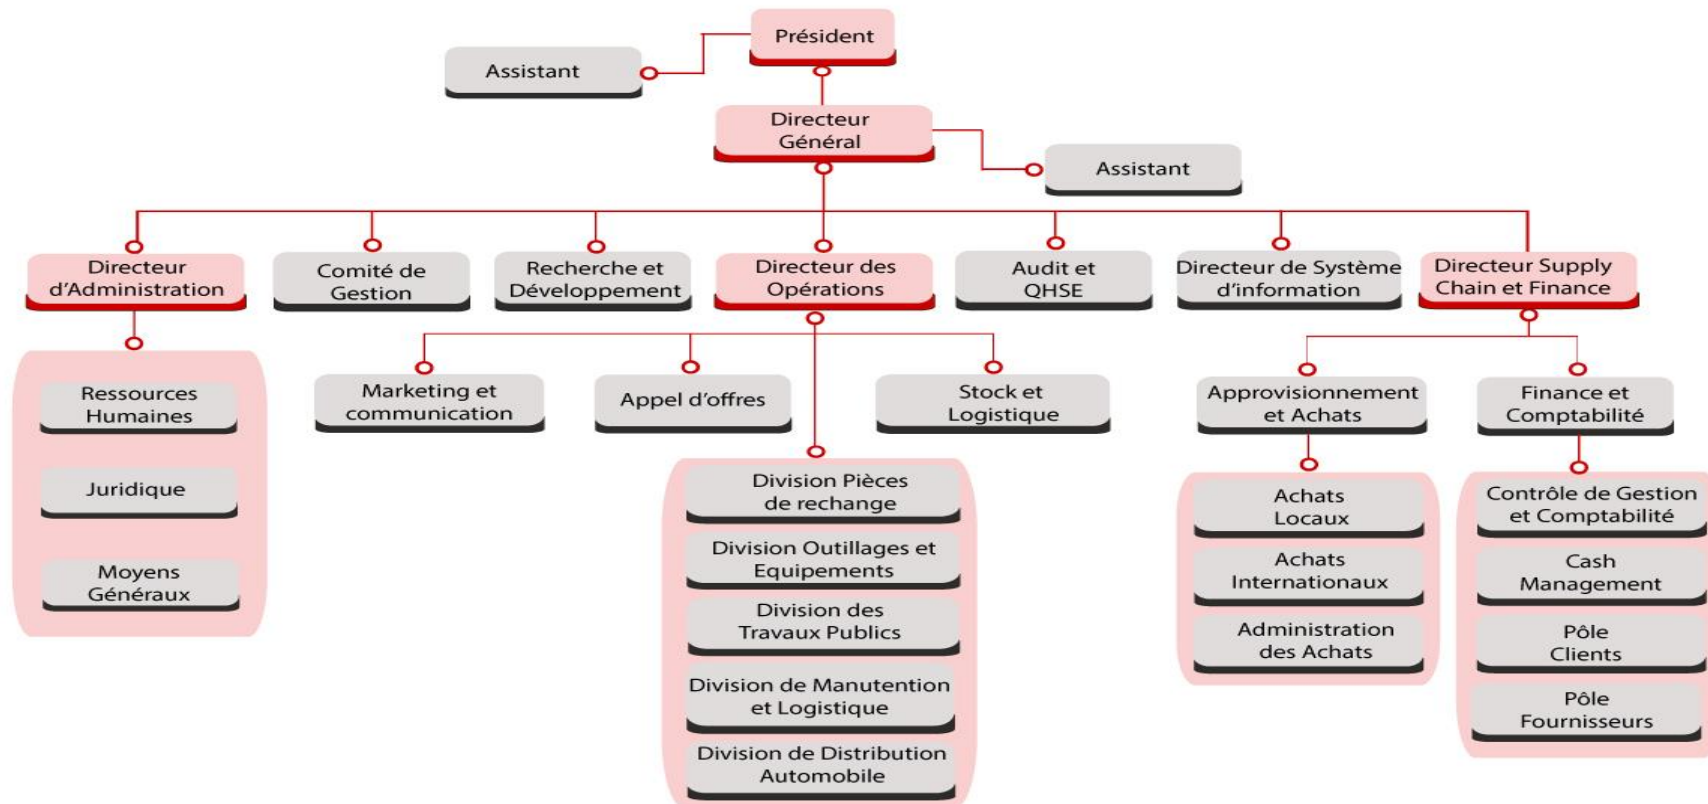 Président
Assistant
Directeur
Général
Assistant
Directeur
d'Administration
Comité de
Gestion
Recherche et
Développement
Directeur des
Opérations
Audit et
QHSE
Directeur de Système
d'information
Directeur Supply
Chain et Finance
Ressources
Humaines
Juridique
Moyens
Généraux
Marketing et
communication
Appel d'offres
Stock et
Logistique
Division Pièces
de rechange
Division Outillages et
Equipements
Division des
Travaux Publics
Division de Manutention
et Logistique
Division de Distribution
Automobile
Approvisionnement
et Achats
Finance et
Comptabilité
Achats
Locaux
Achats
Internationaux
Administration
des Achats
Contrôle de Gestion
et Comptabilité
Cash
Management
Pôle
Clients
Pôle
Fournisseurs